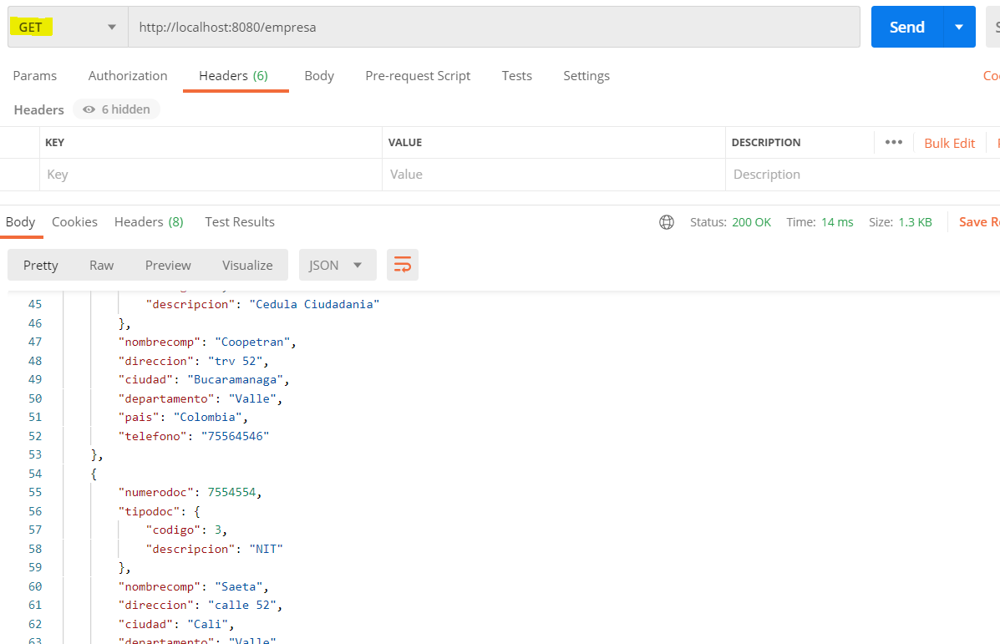 GET http://localhost:8080/empresa Send
Params Authorization Headers (6) Body Pre-request Script Tests Settings
Headers 6 hidden
KEY VALUE DESCRIPTION ••• Bulk Edit
Key Value Description
Body Cookies Headers (8) Test Results Status: 200 OK Time: 14 ms Size: 1.3 KB Save
Pretty Raw Preview Visualize JSON
45 "descripcion": "Cedula Ciudadania"
46 },
47 "nombrecomp": "Coopetran",
48 "direccion": "trv 52",
49 "ciudad": "Bucaramanaga",
50 "departamento": "Valle",
51 "pais": "Colombia",
52 "telefono": "75564546"
53 },
54 {
55 "numerodoc": 7554554,
56 "tipodoc": {
57 "codigo": 3,
58 "descripcion": "NIT"
59 },
60 "nombrecomp": "Saeta",
61 "direccion": "calle 52",
62 "ciudad": "Cali",
63 "departamento": "Valle"